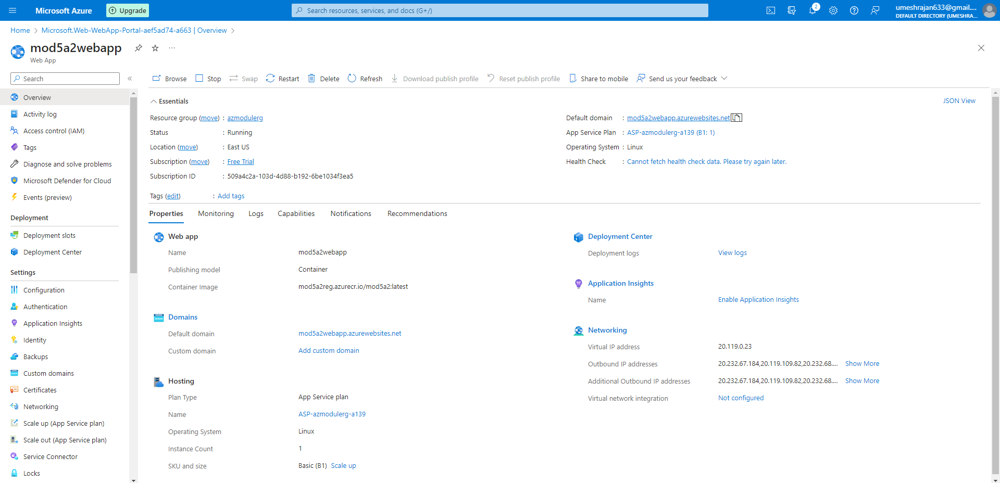 Microsoft Azure
Upgrade
Search resources, services, and docs (G+/)
2
umeshrajan633@gmail....
DEFAULT DIRECTORY (UMESHRA...
Home > Microsoft.Web-WebApp-Portal-aef5ad74-a663 | Overview >
mod5a2webapp
...
Web App
Search
«
Browse Stop Swap Restart Delete Refresh Download publish profile Reset publish profile Share to mobile Send us your feedback
Overview
Activity log
Access control (IAM)
Tags
Diagnose and solve problems
Microsoft Defender for Cloud
Events (preview)
Deployment
Deployment slots
Deployment Center
Settings
Configuration
Authentication
Application Insights
Identity
Backups
Custom domains
Certificates
Networking
Scale up (App Service plan)
Scale out (App Service plan)
Service Connector
Locks
Essentials
JSON View
Resource group (move) : azmodulerg
Status : Running
Location (move) : East US
Subscription (move) : Free Trial
Subscription ID : 509a4c2a-103d-4d88-b192-6be1034f3ea5
Default domain : mod5a2webapp.azurewebsites.net
App Service Plan : ASP-azmodulerg-a139 (B1: 1)
Operating System : Linux
Health Check : Cannot fetch health check data. Please try again later.
Tags (edit) : Add tags
Properties Monitoring Logs Capabilities Notifications Recommendations
Web app
Name mod5a2webapp
Publishing model Container
Container Image mod5a2reg.azurecr.io/mod5a2:latest
Domains
www
Default domain mod5a2webapp.azurewebsites.net
Custom domain Add custom domain
Hosting
Plan Type App Service plan
Name ASP-azmodulerg-a139
Operating System Linux
Instance Count 1
SKU and size Basic (B1) Scale up
Deployment Center
Deployment logs View logs
Application Insights
Name Enable Application Insights
Networking
Virtual IP address 20.119.0.23
Outbound IP addresses 20.232.67.184,20.119.109.82,20.232.68.... Show More
Additional Outbound IP addresses 20.232.67.184,20.119.109.82,20.232.68.... Show More
Virtual network integration Not configured